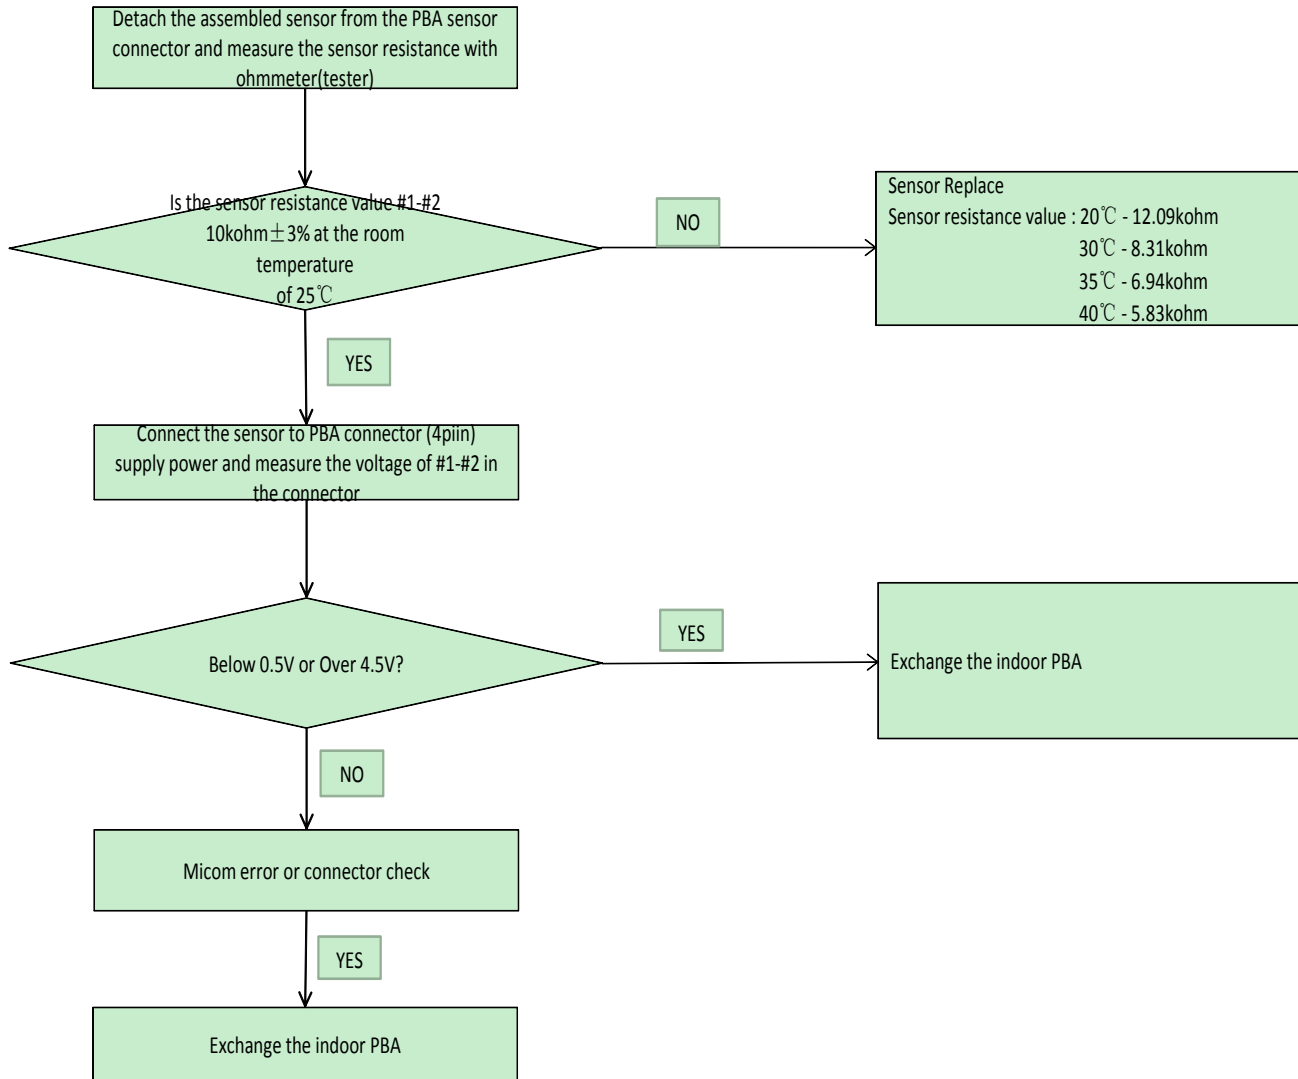 Detach the assembled sensor from the PBA sensor
connector and measure the sensor resistance with
ohmmeter(tester)
Is the sensor resistance value #1-#2
10kohm±3% at the room
temperature
of 25℃
NO
Sensor Replace
Sensor resistance value : 20℃ - 12.09kohm
30℃ - 8.31kohm
35℃ - 6.94kohm
40℃ - 5.83kohm
YES
Connect the sensor to PBA connector (4piin)
supply power and measure the voltage of #1-#2 in
the connector
Below 0.5V or Over 4.5V?
YES
Exchange the indoor PBA
NO
Micom error or connector check
YES
Exchange the indoor PBA